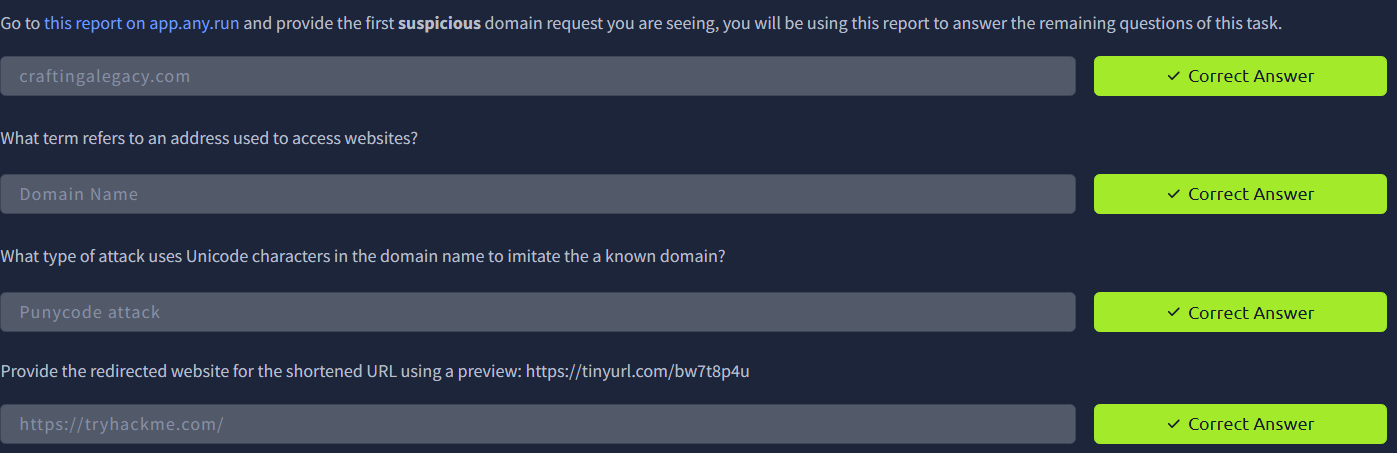 Go to this report on app.any.run and provide the first suspicious domain request you are seeing, you will be using this report to answer the remaining questions of this task.
craftingalegacy.com
✓ Correct Answer
What term refers to an address used to access websites?
Domain Name
✓ Correct Answer
What type of attack uses Unicode characters in the domain name to imitate the a known domain?
Punycode attack
✓ Correct Answer
Provide the redirected website for the shortened URL using a preview: https://tinyurl.com/bw7t8p4u
https://tryhackme.com/
✓ Correct Answer